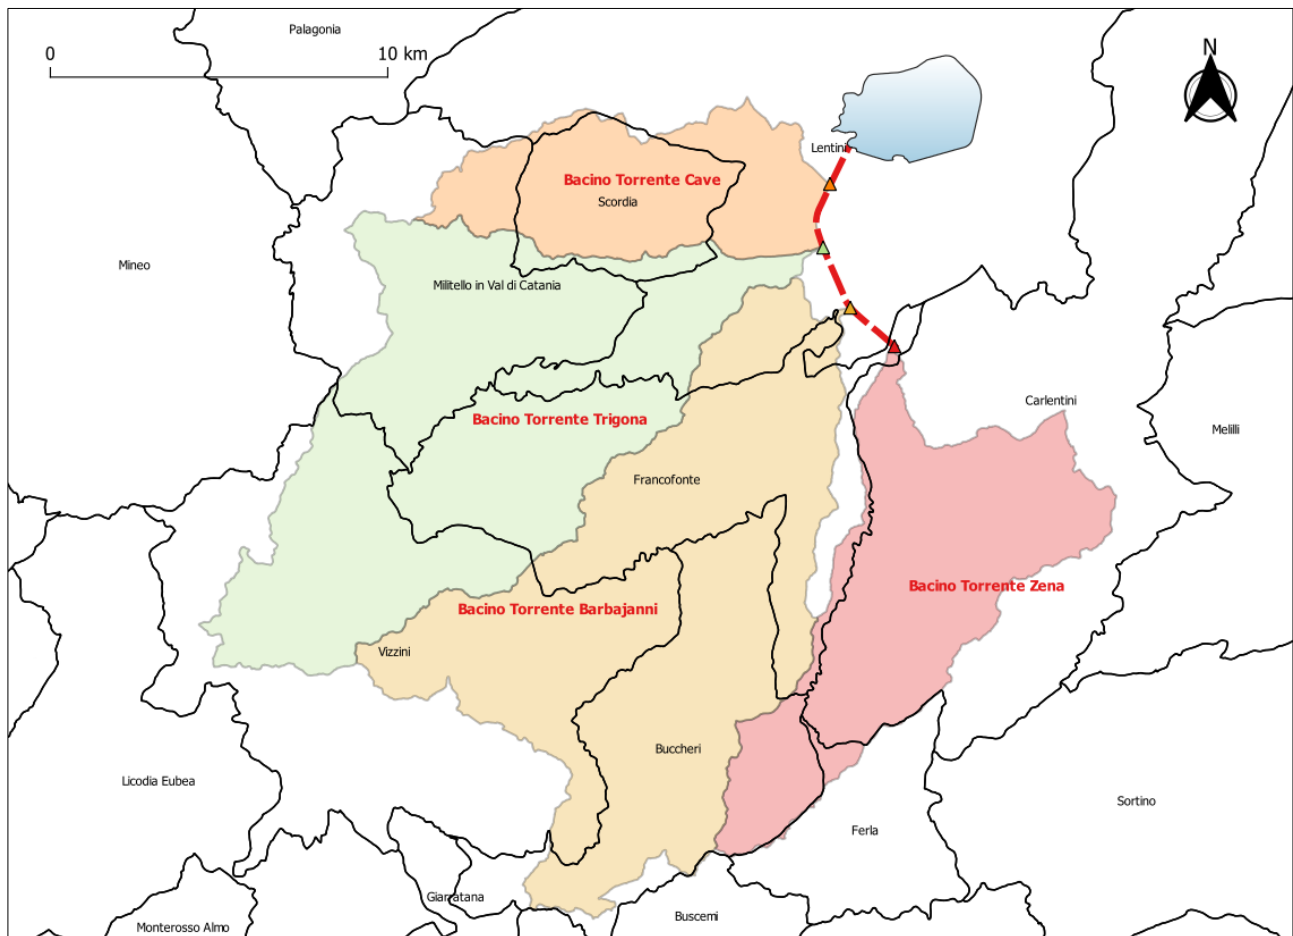 Palagonia
0
10 km
N
Lentini
Bacino Torrente Cave
Scordia
Mineo
Militello in Val di Catania
Carlentini
Bacino Torrente Trigona
Melilli
Francofonte
Bacino Torrente Zena
Bacino Torrente Barbajanni
Vizzini
Buccheri
Licodia Eubea
Sortino
Ferla
Giarratana
Buscemi
Monterosso Almo